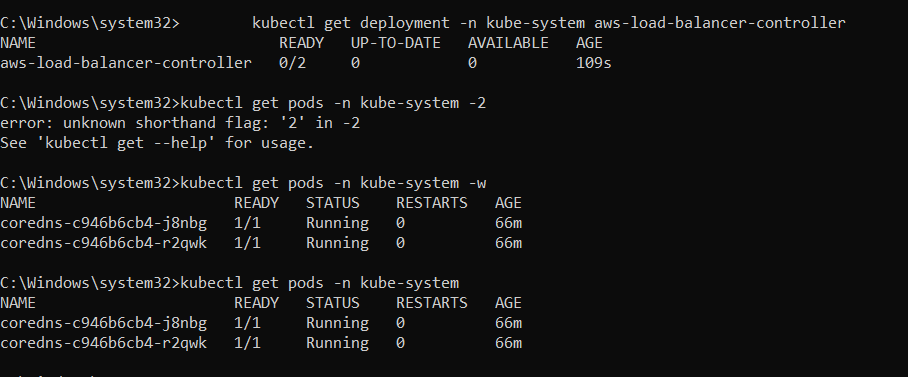 C:\Windows\system32>       kubectl get deployment -n kube-system aws-load-balancer-controller
NAME                           READY   UP-TO-DATE   AVAILABLE   AGE
aws-load-balancer-controller   0/2     0            0           109s
C:\Windows\system32>kubectl get pods -n kube-system -2
error: unknown shorthand flag: '2' in -2
See 'kubectl get --help' for usage.
C:\Windows\system32>kubectl get pods -n kube-system -w
NAME                      READY   STATUS    RESTARTS   AGE
coredns-c946b6cb4-j8nbg   1/1     Running   0          66m
coredns-c946b6cb4-r2qwk   1/1     Running   0          66m
C:\Windows\system32>kubectl get pods -n kube-system
NAME                      READY   STATUS    RESTARTS   AGE
coredns-c946b6cb4-j8nbg   1/1     Running   0          66m
coredns-c946b6cb4-r2qwk   1/1     Running   0          66m